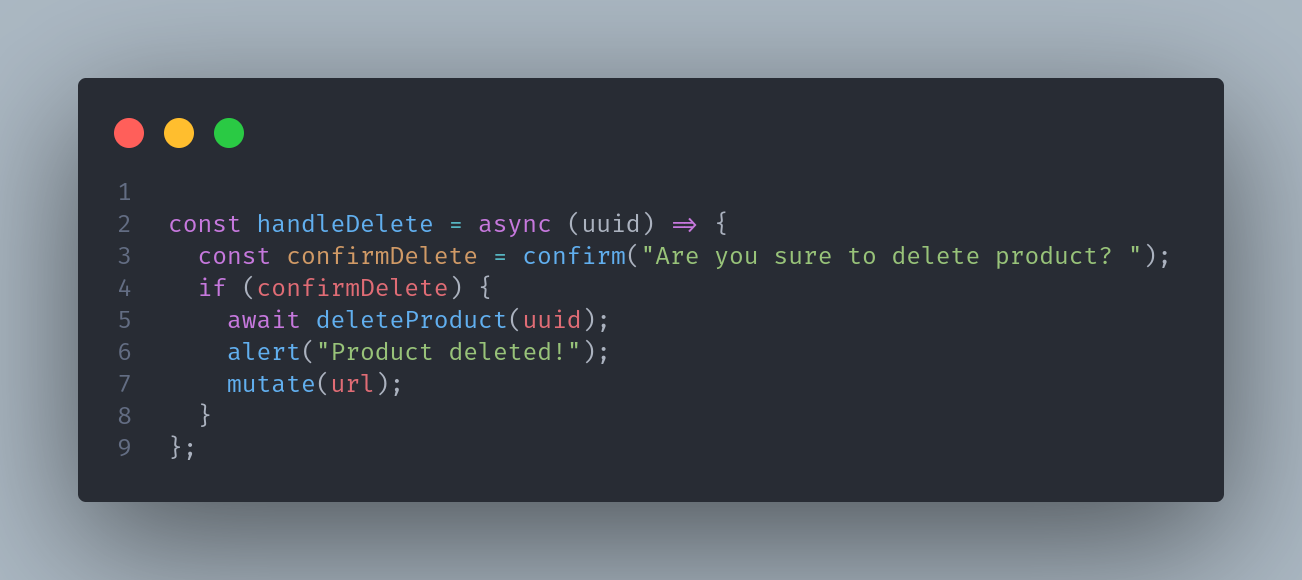 1
2 const handleDelete = async (uuid) => {
3   const confirmDelete = confirm("Are you sure to delete product? ");
4   if (confirmDelete) {
5     await deleteProduct(uuid);
6     alert("Product deleted!");
7     mutate(url);
8   }
9 };